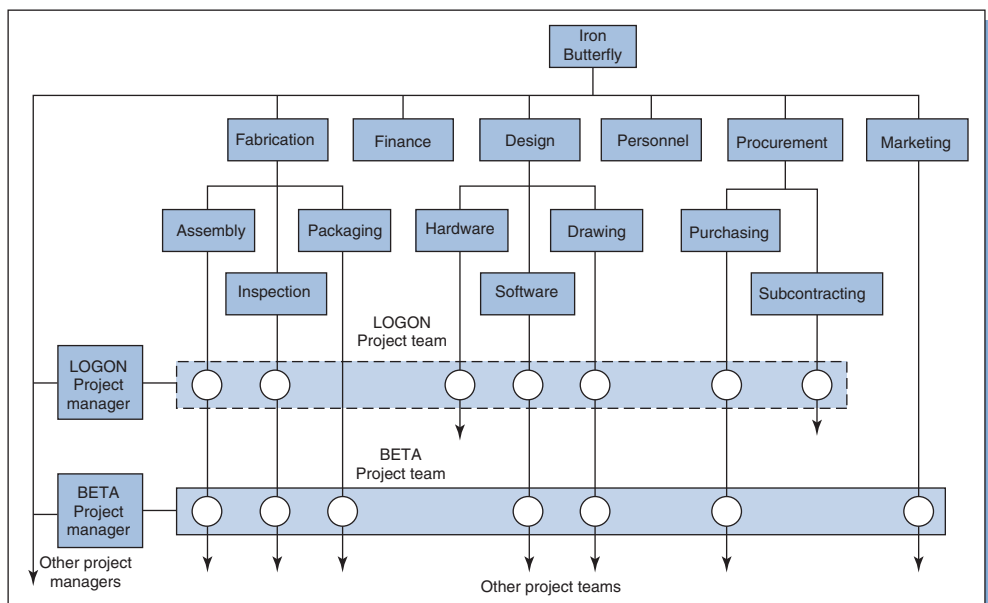 Iron
Butterfly
Fabrication
Finance
Design
Personnel
Procurement
Marketing
Assembly
Packaging
Hardware
Drawing
Purchasing
Inspection
Software
Subcontracting
LOGON
Project team
LOGON
Project
manager
BETA
Project team
BETA
Project
manager
Other project
managers
Other project teams